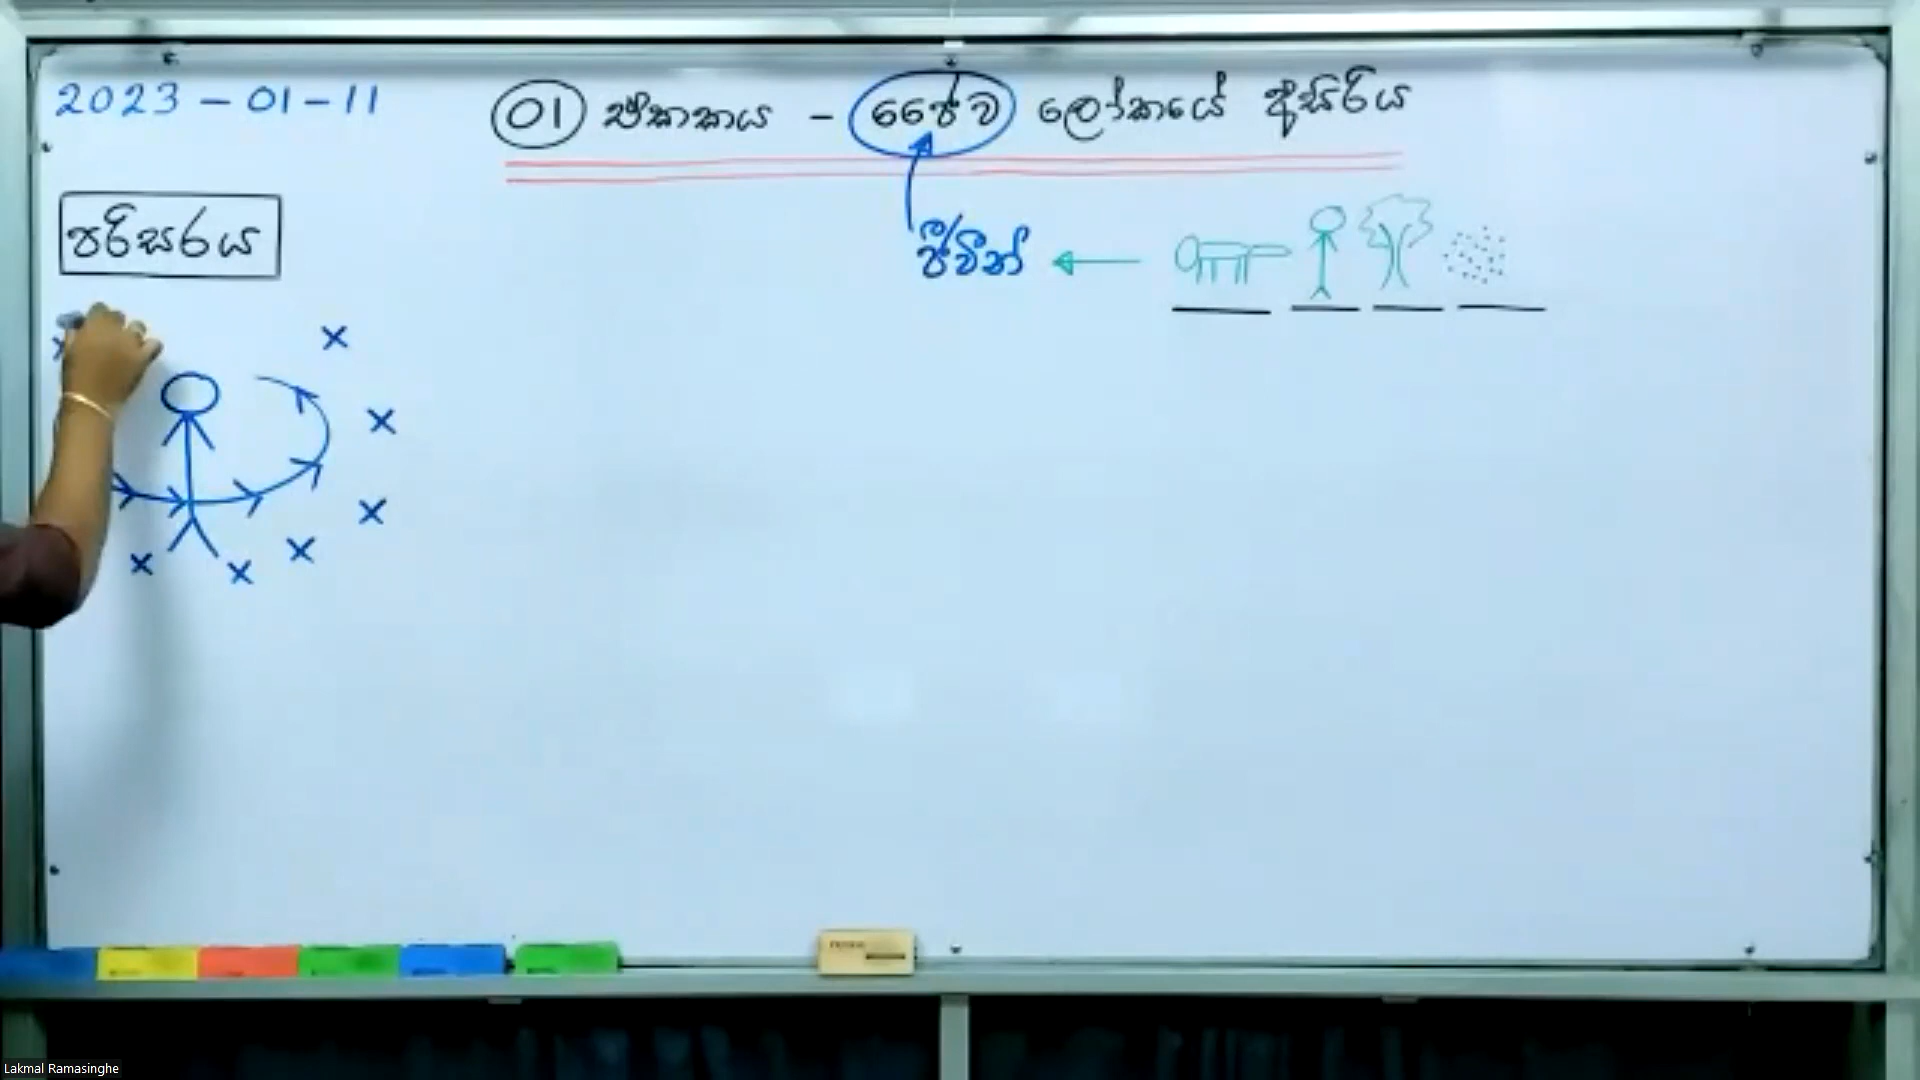 2023 - 01 - 11
01 ඒකකය - ජෛව ලෝකයේ අසිරිය
පරිසරය
ජීවීන්
Lakmal Ramasinghe